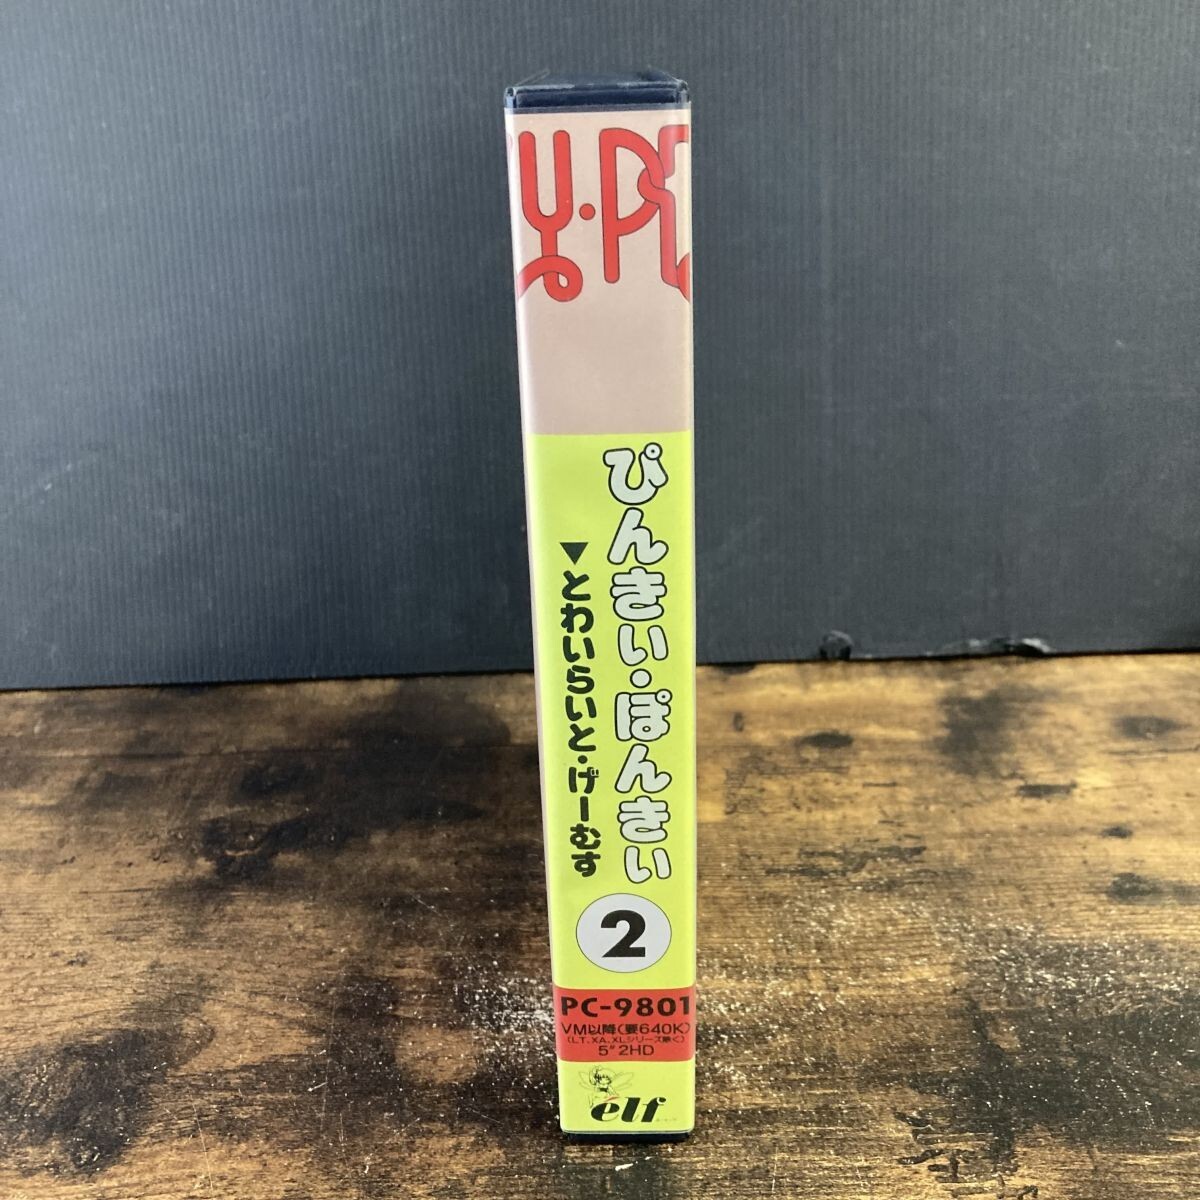 Y・PO
ぴんきい・ぽんきい
▼とわいらいと・げーむす
2
PC-9801
VM以降(要640K)
(LT,XA,XLシリーズ除く)
5"2HD
elf